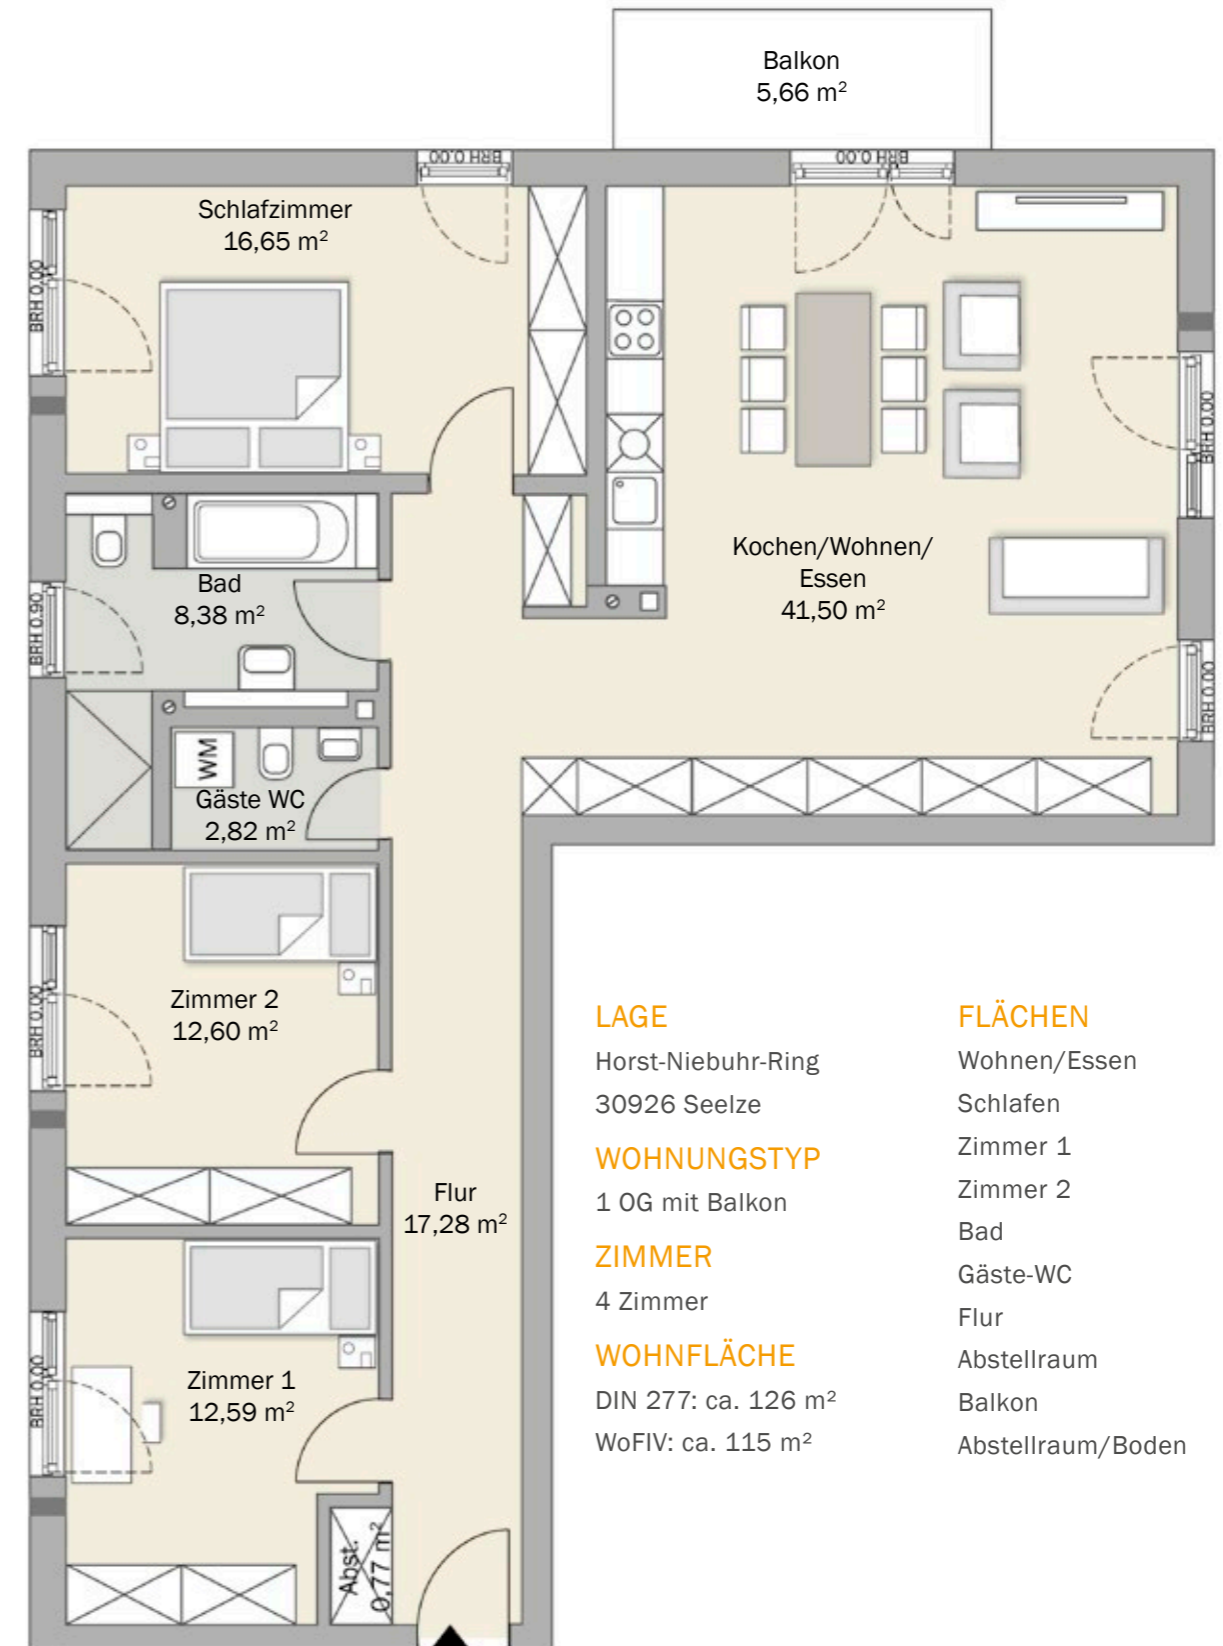 Balkon
5,66 m²
BRH 0.00
BRH 0.00
Schlafzimmer
16,65 m²
BRH 0.00
BRH 0.00
Kochen/Wohnen/
Essen
41,50 m²
Bad
8,38 m²
BRH 0.90
BRH 0.00
WM
Gäste WC
2,82 m²
Zimmer 2
12,60 m²
BRH 0.00
Flur
17,28 m²
Zimmer 1
12,59 m²
BRH 0.00
Abst.
0,77 m²
LAGE
Horst-Niebuhr-Ring
30926 Seelze
WOHNUNGSTYP
1 OG mit Balkon
ZIMMER
4 Zimmer
WOHNFLÄCHE
DIN 277: ca. 126 m²
WoFIV: ca. 115 m²
FLÄCHEN
Wohnen/Essen
Schlafen
Zimmer 1
Zimmer 2
Bad
Gäste-WC
Flur
Abstellraum
Balkon
Abstellraum/Boden